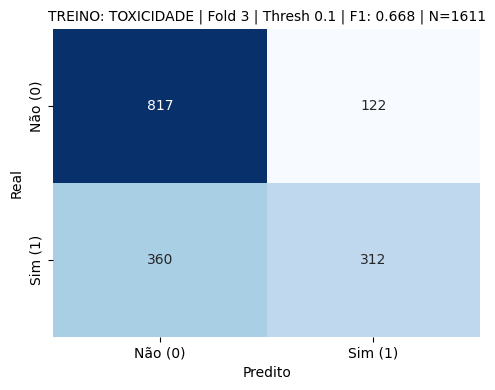 TREINO: TOXICIDADE | Fold 3 | Thresh 0.1 | F1: 0.668 | N=1611
Não (0)
817
122
Real
Sim (1)
360
312
Não (0)
Sim (1)
Predito